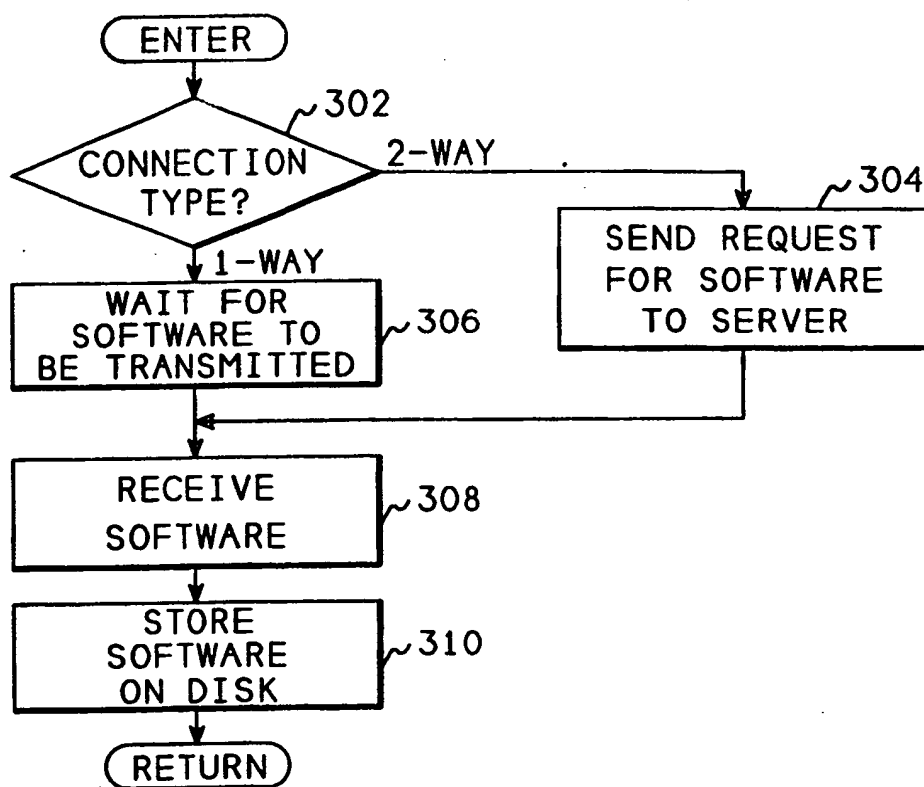 ENTER
302
CONNECTION
TYPE?
2-WAY
304
SEND REQUEST
FOR SOFTWARE
TO SERVER
1-WAY
WAIT FOR
SOFTWARE TO
BE TRANSMITTED
306
RECEIVE
SOFTWARE
308
STORE
SOFTWARE
ON DISK
310
RETURN